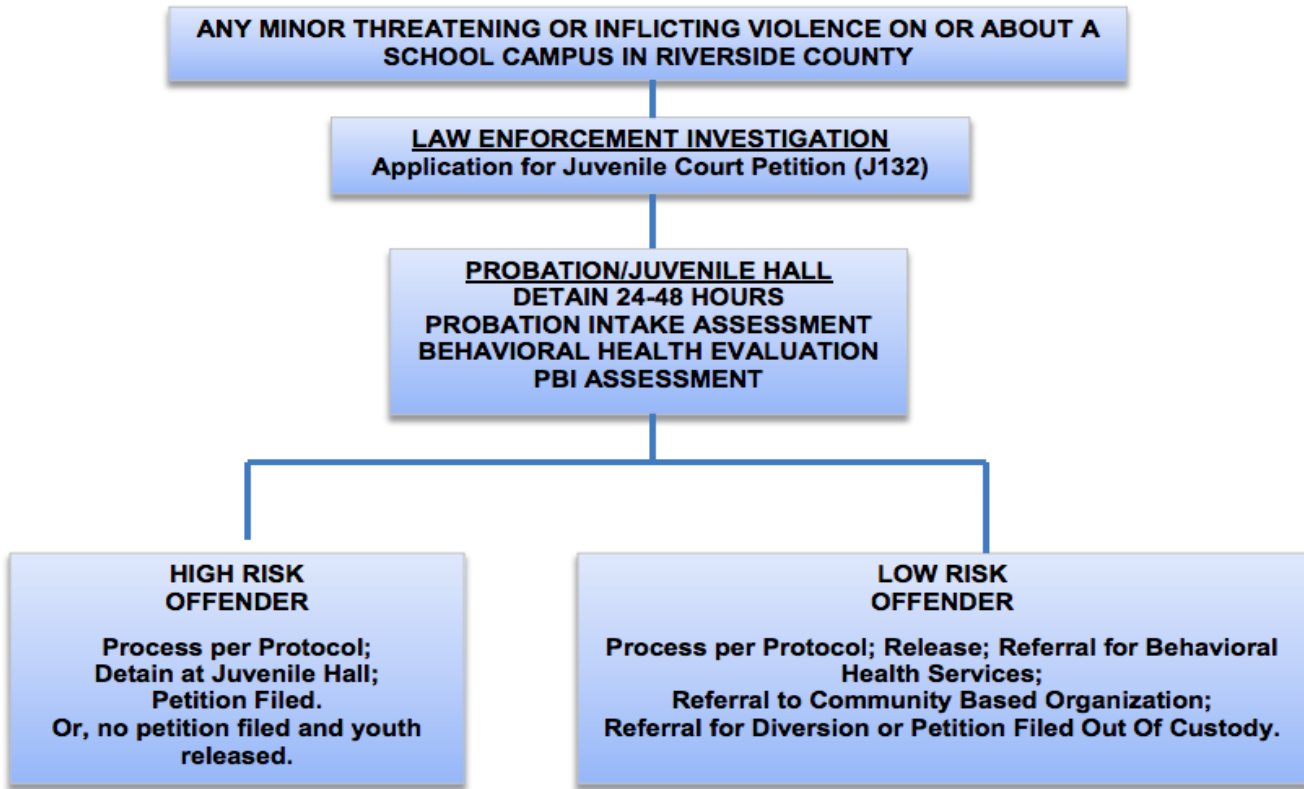 ANY MINOR THREATENING OR INFLICTING VIOLENCE ON OR ABOUT A
SCHOOL CAMPUS IN RIVERSIDE COUNTY
LAW ENFORCEMENT INVESTIGATION
Application for Juvenile Court Petition (J132)
PROBATION/JUVENILE HALL
DETAIN 24-48 HOURS
PROBATION INTAKE ASSESSMENT
BEHAVIORAL HEALTH EVALUATION
PBI ASSESSMENT
HIGH RISK
OFFENDER
Process per Protocol;
Detain at Juvenile Hall;
Petition Filed.
Or, no petition filed and youth
released.
LOW RISK
OFFENDER
Process per Protocol; Release; Referral for Behavioral
Health Services;
Referral to Community Based Organization;
Referral for Diversion or Petition Filed Out Of Custody.